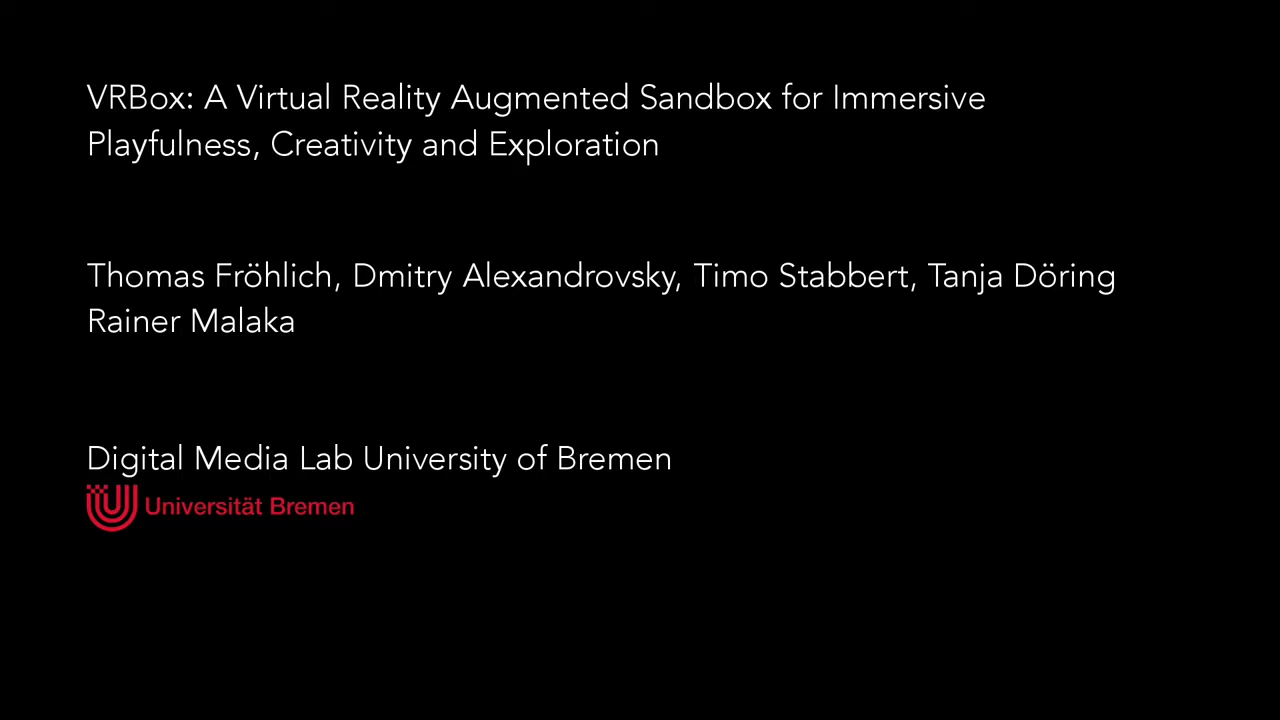 VRBox: A Virtual Reality Augmented Sandbox for Immersive
Playfulness, Creativity and Exploration
Thomas Fröhlich, Dmitry Alexandrovsky, Timo Stabbert, Tanja Döring
Rainer Malaka
Digital Media Lab University of Bremen
Universität Bremen